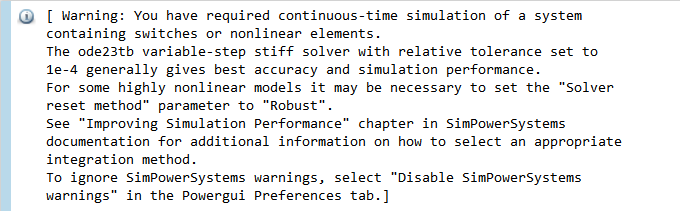 [ Warning: You have required continuous-time simulation of a system
containing switches or nonlinear elements.
The ode23tb variable-step stiff solver with relative tolerance set to
1e-4 generally gives best accuracy and simulation performance.
For some highly nonlinear models it may be necessary to set the "Solver
reset method" parameter to "Robust".
See "Improving Simulation Performance" chapter in SimPowerSystems
documentation for additional information on how to select an appropriate
integration method.
To ignore SimPowerSystems warnings, select "Disable SimPowerSystems
warnings" in the Powergui Preferences tab.]